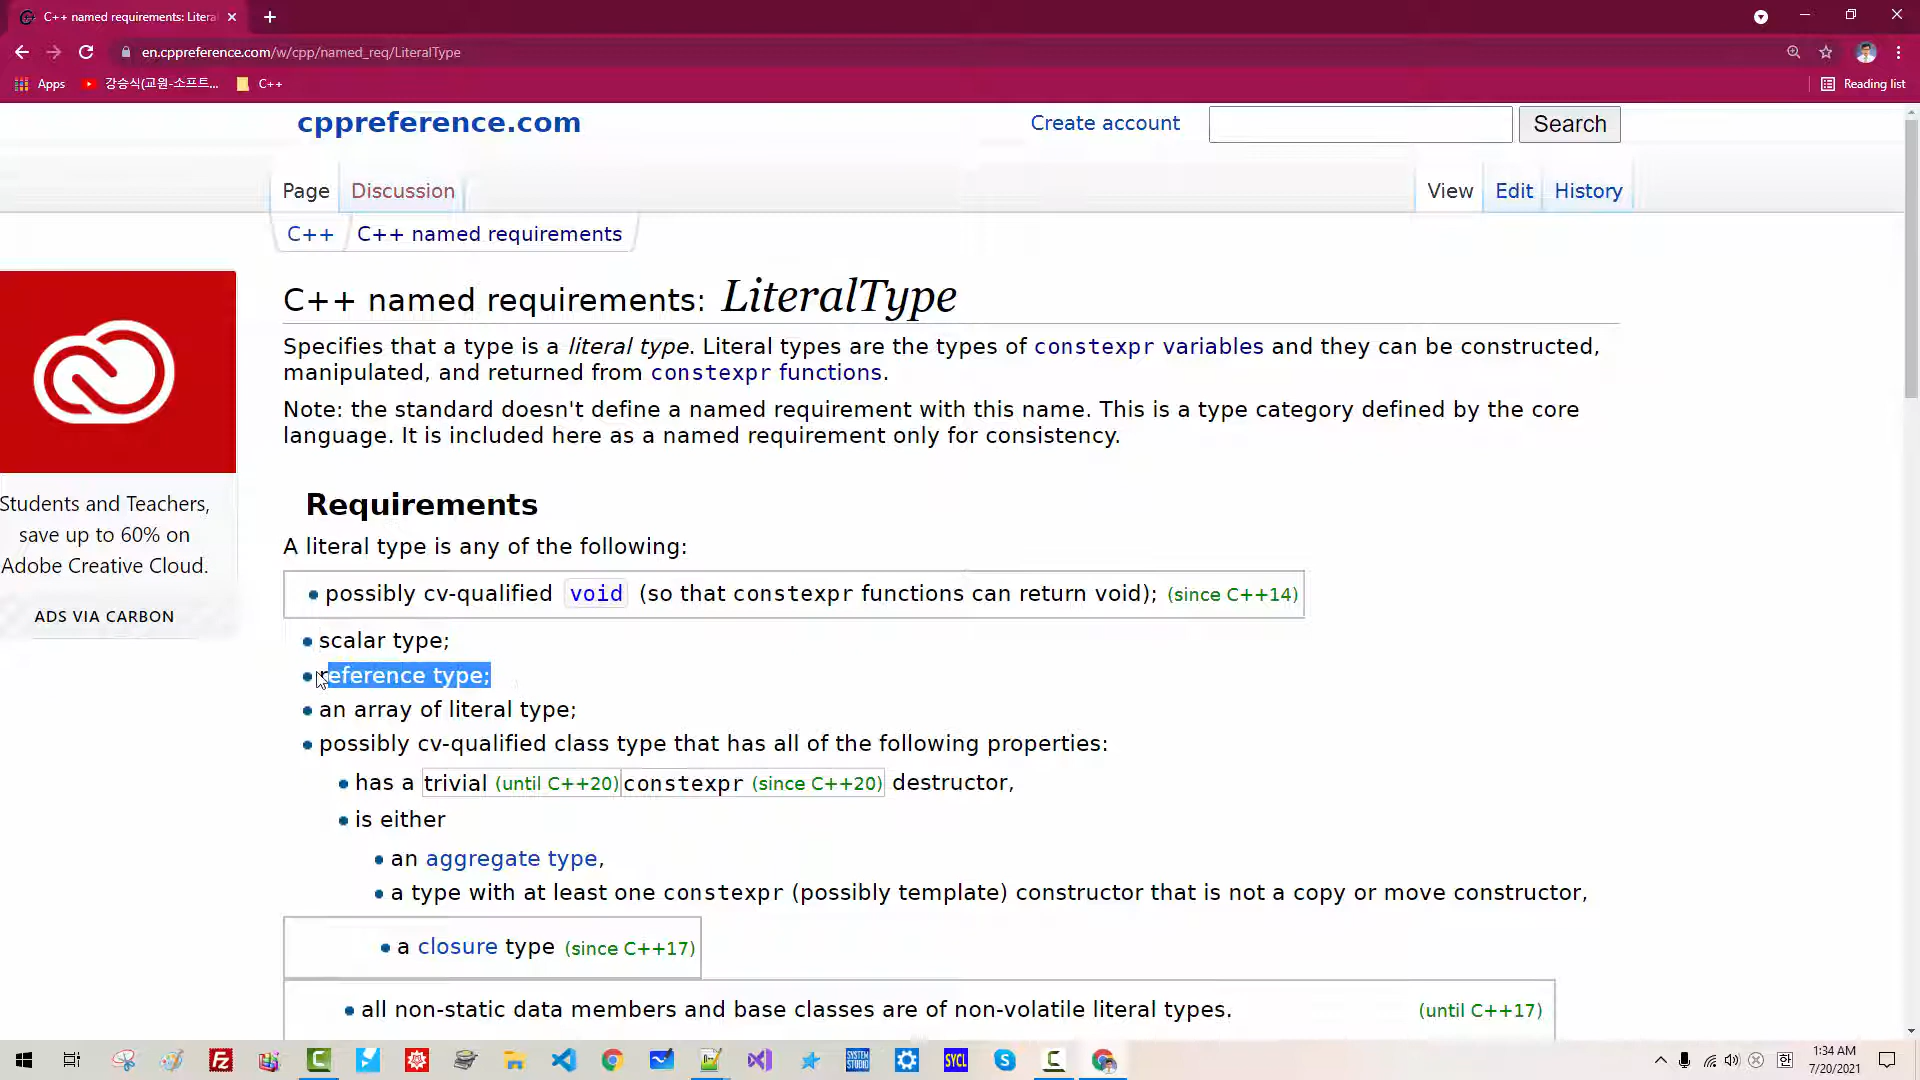 C++ named requirements: Litera
en.cppreference.com/w/cpp/named_req/LiteralType
Apps
강승식(교원-소프트...
C++
Reading list
cppreference.com
Create account
Search
Page
Discussion
View
Edit
History
C++
C++ named requirements
C++ named requirements: LiteralType
Specifies that a type is a literal type. Literal types are the types of constexpr variables and they can be constructed,
manipulated, and returned from constexpr functions.
Note: the standard doesn't define a named requirement with this name. This is a type category defined by the core
language. It is included here as a named requirement only for consistency.
Students and Teachers,
save up to 60% on
Adobe Creative Cloud.
ADS VIA CARBON
Requirements
A literal type is any of the following:
possibly cv-qualified void (so that constexpr functions can return void); (since C++14)
scalar type;
reference type;
an array of literal type;
possibly cv-qualified class type that has all of the following properties:
has a trivial (until C++20) constexpr (since C++20) destructor,
is either
an aggregate type,
a type with at least one constexpr (possibly template) constructor that is not a copy or move constructor,
a closure type (since C++17)
all non-static data members and base classes are of non-volatile literal types. (until C++17)
SYSTEM
STUDIO
SYCL
한
1:34 AM
7/20/2021